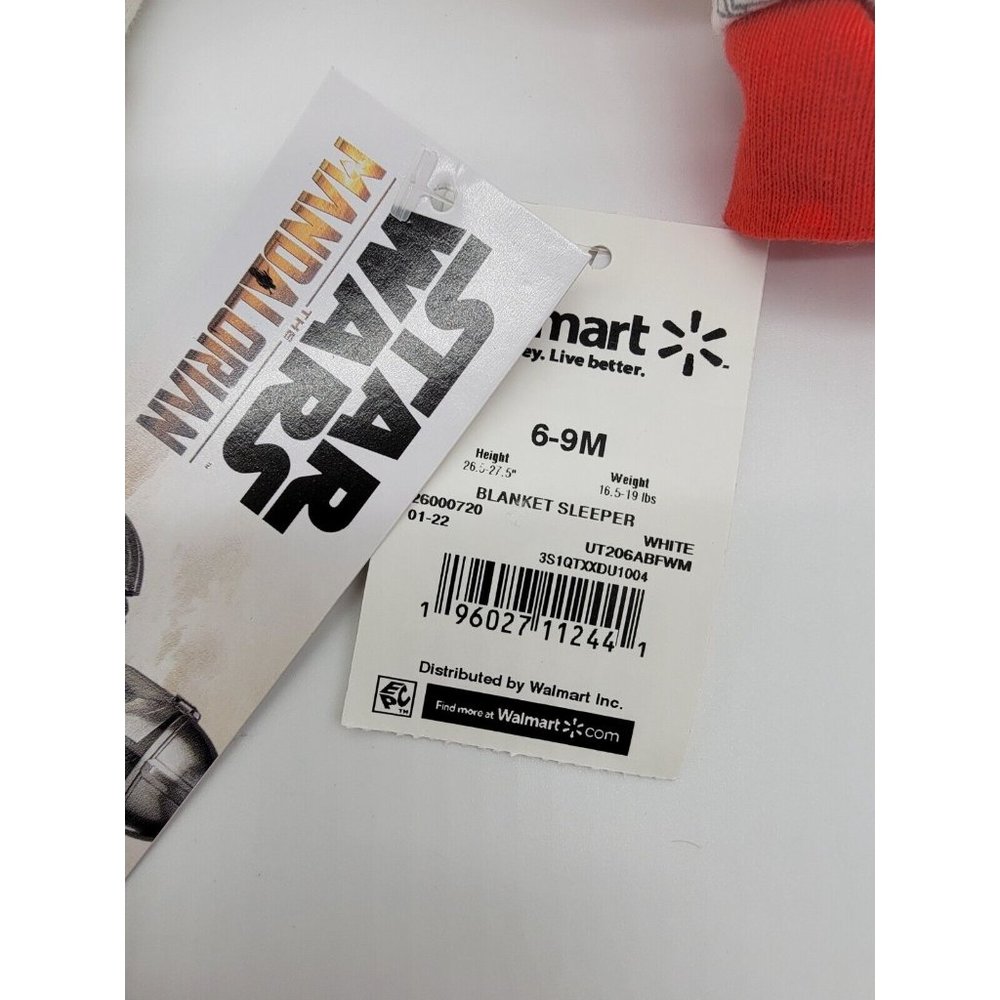 STAR
WARS
THE
MANDALORIAN
™
mart
ey. Live better.
6-9M
Height
26.5-27.5"
Weight
16.5-19 lbs
BLANKET SLEEPER
26000720
01-22
WHITE
UT206ABFWM
3S1QTXXDU1004
1 96027 11244 1
Distributed by Walmart Inc.
EPC™
Find more at Walmart com